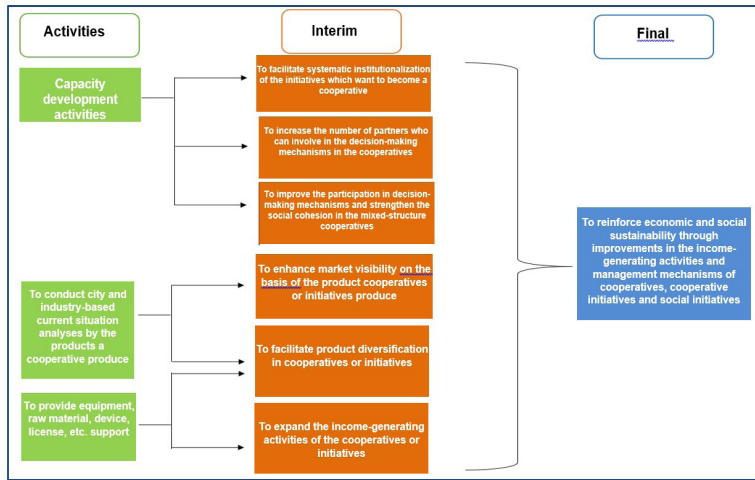 Activities
Interim
Final
Capacity
development
activities
To facilitate systematic institutionalization
of the initiatives which want to become a
cooperative
To increase the number of partners who
can involve in the decision-making
mechanisms in the cooperatives
To improve the participation in decision-
making mechanisms and strengthen the
social cohesion in the mixed-structure
cooperatives
To conduct city and
industry-based
current situation
analyses by the
products a
cooperative produce
To enhance market visibility on the
basis of the product cooperatives
or initiatives produce
To facilitate product diversification
in cooperatives or initiatives
To provide equipment,
raw material, device,
license, etc. support
To expand the income-generating
activities of the cooperatives or
initiatives
To reinforce economic and social
sustainability through
improvements in the income-
generating activities and
management mechanisms of
cooperatives, cooperative
initiatives and social initiatives